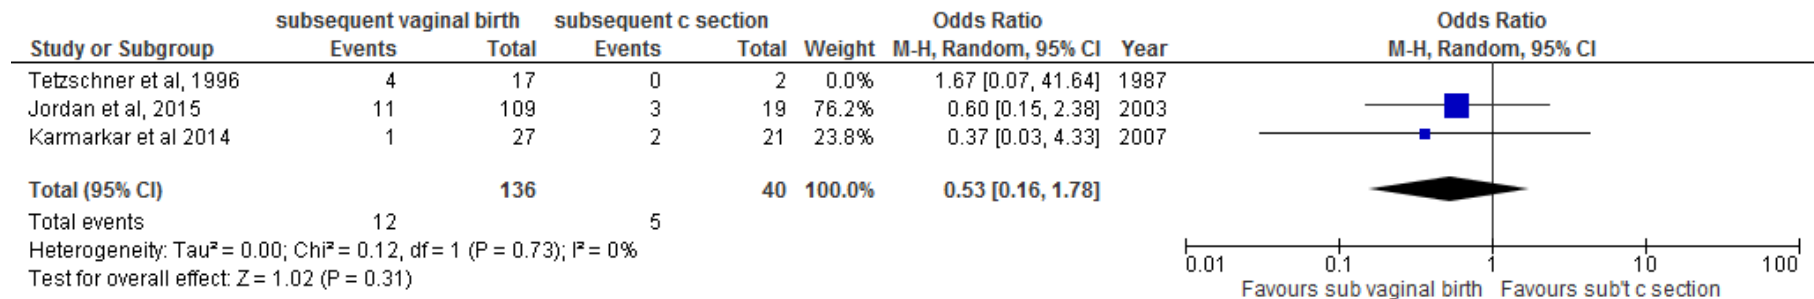 subsequent vaginal birth subsequent c section Odds Ratio Odds Ratio
Study or Subgroup Events Total Events Total Weight M-H, Random, 95% CI Year M-H, Random, 95% CI
Tetzschner et al, 1996 4 17 0 2 0.0% 1.67 [0.07, 41.64] 1987
Jordan et al, 2015 11 109 3 19 76.2% 0.60 [0.15, 2.38] 2003
Karmarkar et al 2014 1 27 2 21 23.8% 0.37 [0.03, 4.33] 2007
Total (95% CI) 136 40 100.0% 0.53 [0.16, 1.78]
Total events 12 5
Heterogeneity: Tau² = 0.00; Chi² = 0.12, df = 1 (P = 0.73); I² = 0%
Test for overall effect: Z = 1.02 (P = 0.31)
0.01 0.1 1 10 100
Favours sub vaginal birth Favours sub't c section